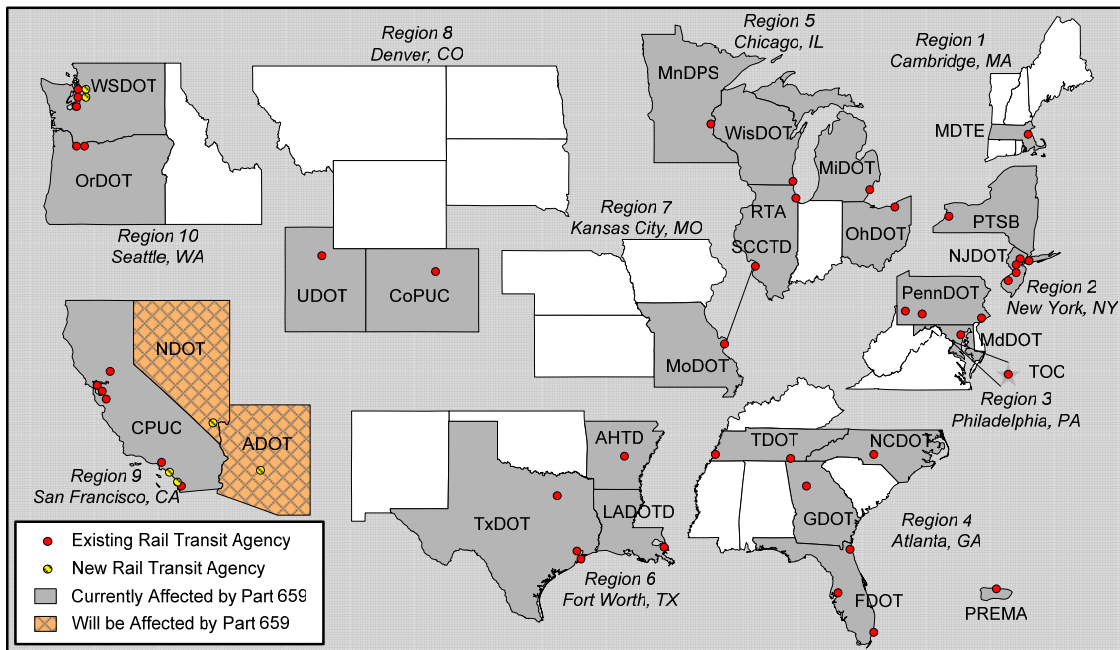 Region 8
Denver, CO
Region 5
Chicago, IL
Region 1
Cambridge, MA
WSDOT
OrDOT
Region 10
Seattle, WA
MnDPS
WisDOT
MiDOT
MDTE
RTA
SCCTD
OhDOT
PTSB
NJDOT
Region 2
New York, NY
Region 7
Kansas City, MO
UDOT
CoPUC
MoDOT
PennDOT
MdDOT
TOC
Region 3
Philadelphia, PA
NDOT
CPUC
ADOT
Region 9
San Francisco, CA
AHTD
TxDOT
LADOTD
Region 6
Fort Worth, TX
TDOT
NCDOT
GDOT
Region 4
Atlanta, GA
FDOT
PREMA
Existing Rail Transit Agency
New Rail Transit Agency
Currently Affected by Part 659
Will be Affected by Part 659